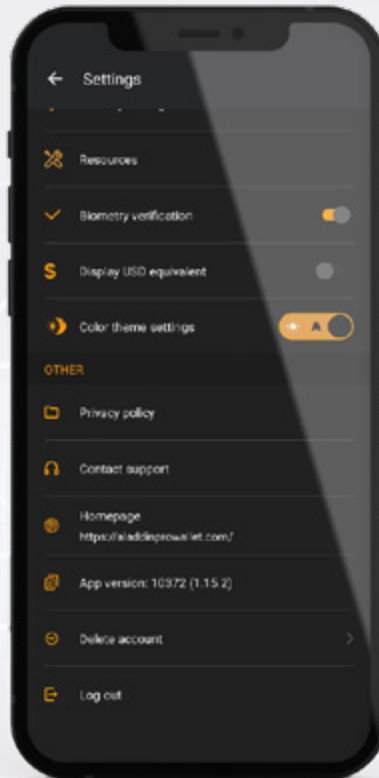 Settings
Resources
Biometry verification
Display USD equivalent
Color theme settings
A
OTHER
Privacy policy
Contact support
Homepage
https://aladdinprowallet.com/
App version: 10372 (1.15.2)
Delete account
Log out